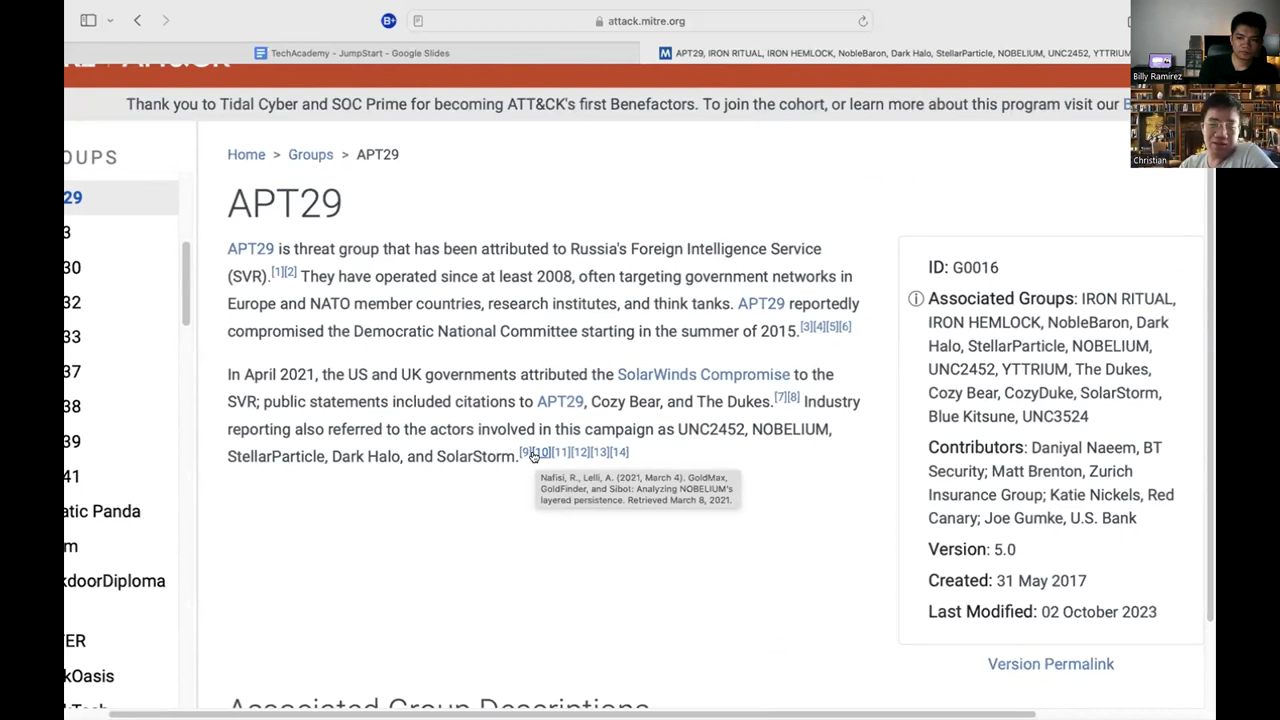 attack.mitre.org
TechAcademy - JumpStart - Google Slides
APT29, IRON RITUAL, IRON HEMLOCK, NobleBaron, Dark Halo, StellarParticle, NOBELIUM, UNC2452, YTTRIUM,
Billy Ramirez
Christian
Thank you to Tidal Cyber and SOC Prime for becoming ATT&CK's first Benefactors. To join the cohort, or learn more about this program visit our B
OUPS
29
3
30
32
33
37
38
39
41
atic Panda
m
kdoorDiploma
ER
kOasis
Home > Groups > APT29
APT29
APT29 is threat group that has been attributed to Russia's Foreign Intelligence Service
(SVR).[1][2] They have operated since at least 2008, often targeting government networks in
Europe and NATO member countries, research institutes, and think tanks. APT29 reportedly
compromised the Democratic National Committee starting in the summer of 2015.[3][4][5][6]
In April 2021, the US and UK governments attributed the SolarWinds Compromise to the
SVR; public statements included citations to APT29, Cozy Bear, and The Dukes.[7][8] Industry
reporting also referred to the actors involved in this campaign as UNC2452, NOBELIUM,
StellarParticle, Dark Halo, and SolarStorm.[9][10][11][12][13][14]
Nafisi, R., Lelli, A. (2021, March 4). GoldMax,
GoldFinder, and Sibot: Analyzing NOBELIUM's
layered persistence. Retrieved March 8, 2021.
ID: G0016
Associated Groups: IRON RITUAL,
IRON HEMLOCK, NobleBaron, Dark
Halo, StellarParticle, NOBELIUM,
UNC2452, YTTRIUM, The Dukes,
Cozy Bear, CozyDuke, SolarStorm,
Blue Kitsune, UNC3524
Contributors: Daniyal Naeem, BT
Security; Matt Brenton, Zurich
Insurance Group; Katie Nickels, Red
Canary; Joe Gumke, U.S. Bank
Version: 5.0
Created: 31 May 2017
Last Modified: 02 October 2023
Version Permalink
Associated Group Descriptions